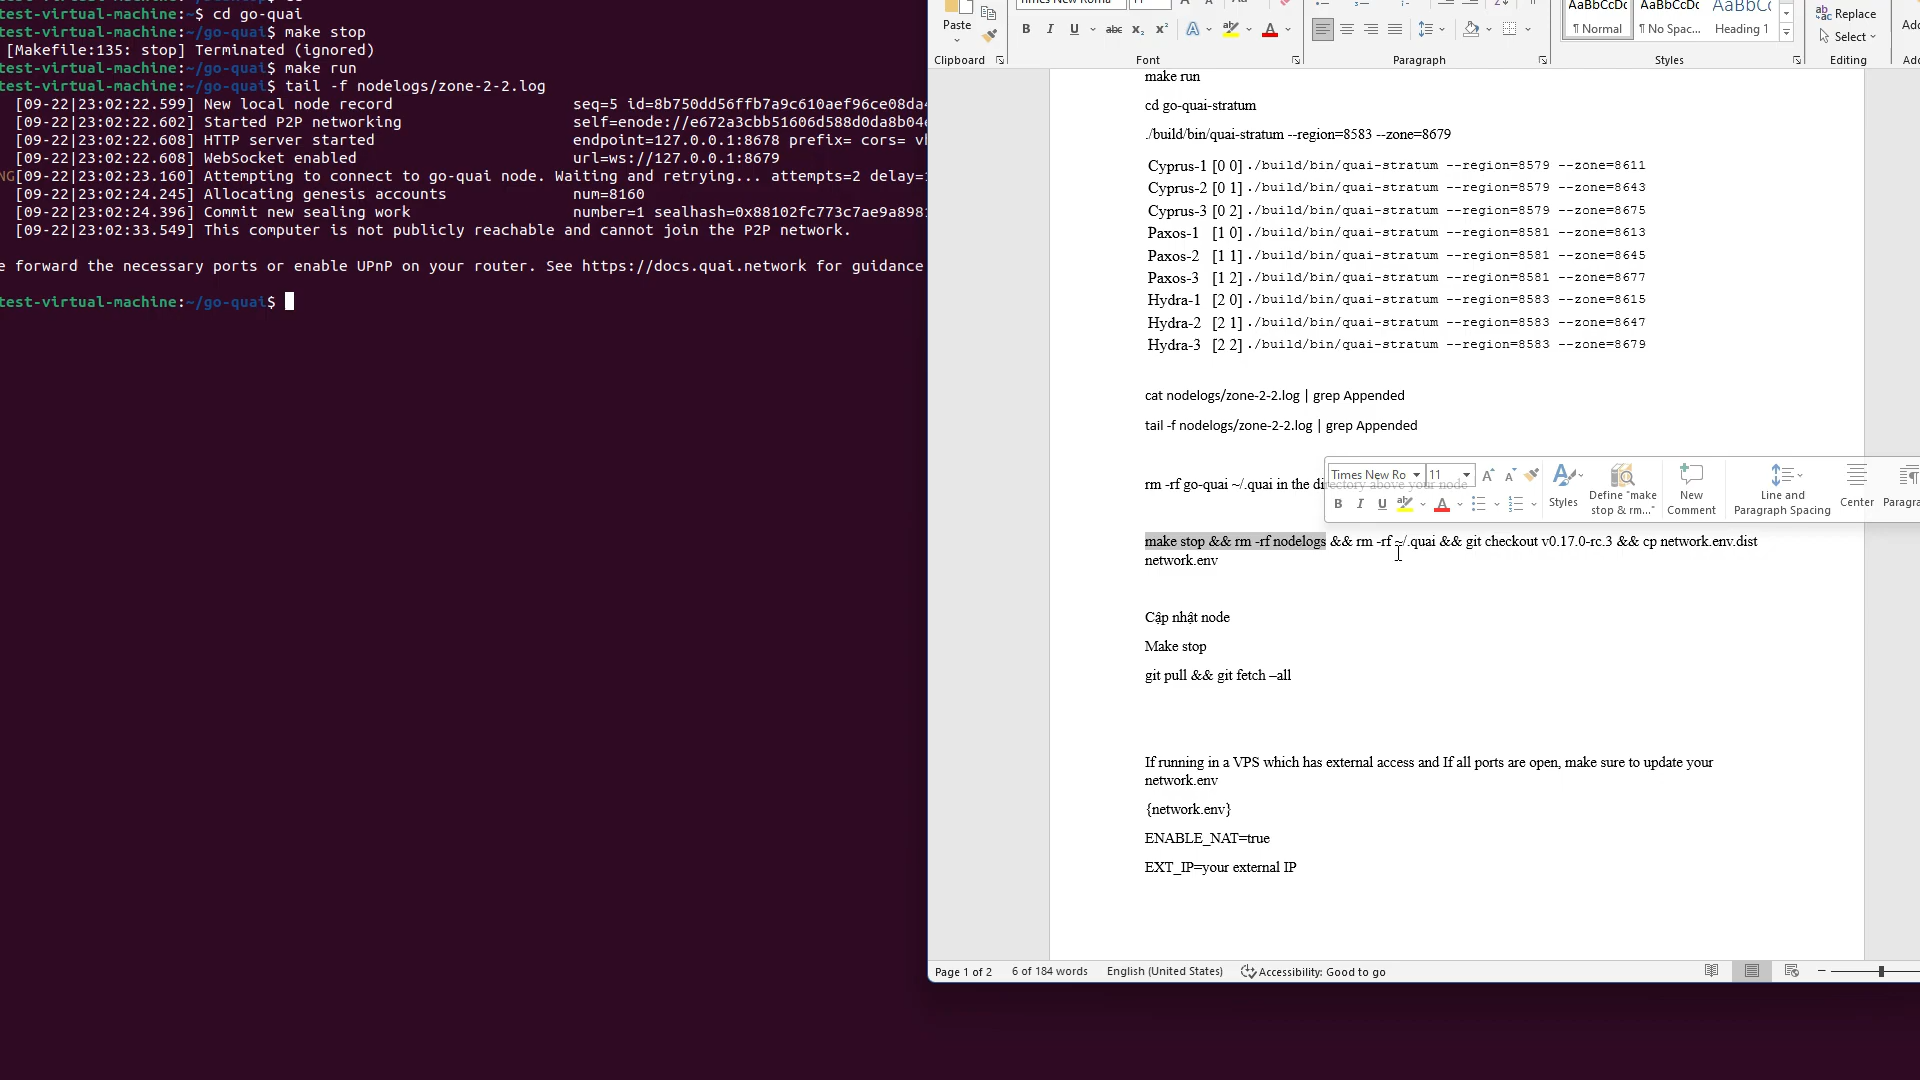 test-virtual-machine:~$ cd go-quai
test-virtual-machine:~/go-quai$ make stop
[Makefile:135: stop] Terminated (ignored)
test-virtual-machine:~/go-quai$ make run
test-virtual-machine:~/go-quai$ tail -f nodelogs/zone-2-2.log
[09-22|23:02:22.599] New local node record seq=5 id=8b750dd56ffb7a9c610aef96ce08da
[09-22|23:02:22.602] Started P2P networking self=enode://e672a3cbb51606d588d0da8b04
[09-22|23:02:22.608] HTTP server started endpoint=127.0.0.1:8678 prefix= cors=
[09-22|23:02:22.608] WebSocket enabled url=ws://127.0.0.1:8679
NG[09-22|23:02:23.160] Attempting to connect to go-quai node. Waiting and retrying... attempts=2 delay=
[09-22|23:02:24.245] Allocating genesis accounts num=8160
[09-22|23:02:24.396] Commit new sealing work number=1 sealhash=0x88102fc773c7ae9a898
[09-22|23:02:33.549] This computer is not publicly reachable and cannot join the P2P network.
e forward the necessary ports or enable UPnP on your router. See https://docs.quai.network for guidance
test-virtual-machine:~/go-quai$
Paste
Clipboard
Times New Roma
11
B I U abc x₂ x² A A
Font
Paragraph
AaBbCcDc AaBbCcDc AaBbC
¶ Normal ¶ No Spac... Heading 1
Styles
Replace
Select
Editing
make run
cd go-quai-stratum
./build/bin/quai-stratum --region=8583 --zone=8679
Cyprus-1 [0 0] ./build/bin/quai-stratum --region=8579 --zone=8611
Cyprus-2 [0 1] ./build/bin/quai-stratum --region=8579 --zone=8643
Cyprus-3 [0 2] ./build/bin/quai-stratum --region=8579 --zone=8675
Paxos-1 [1 0] ./build/bin/quai-stratum --region=8581 --zone=8613
Paxos-2 [1 1] ./build/bin/quai-stratum --region=8581 --zone=8645
Paxos-3 [1 2] ./build/bin/quai-stratum --region=8581 --zone=8677
Hydra-1 [2 0] ./build/bin/quai-stratum --region=8583 --zone=8615
Hydra-2 [2 1] ./build/bin/quai-stratum --region=8583 --zone=8647
Hydra-3 [2 2] ./build/bin/quai-stratum --region=8583 --zone=8679
cat nodelogs/zone-2-2.log | grep Appended
tail -f nodelogs/zone-2-2.log | grep Appended
rm -rf go-quai ~/.quai in the directory above your node
Times New Ro 11 A A
B I U A
Styles
Define "make stop & rm..."
New Comment
Line and Paragraph Spacing
Center
Paragra
make stop && rm -rf nodelogs && rm -rf ~/.quai && git checkout v0.17.0-rc.3 && cp network.env.dist
network.env
Cập nhật node
Make stop
git pull && git fetch –all
If running in a VPS which has external access and If all ports are open, make sure to update your
network.env
{network.env}
ENABLE_NAT=true
EXT_IP=your external IP
Page 1 of 2 6 of 184 words English (United States) Accessibility: Good to go